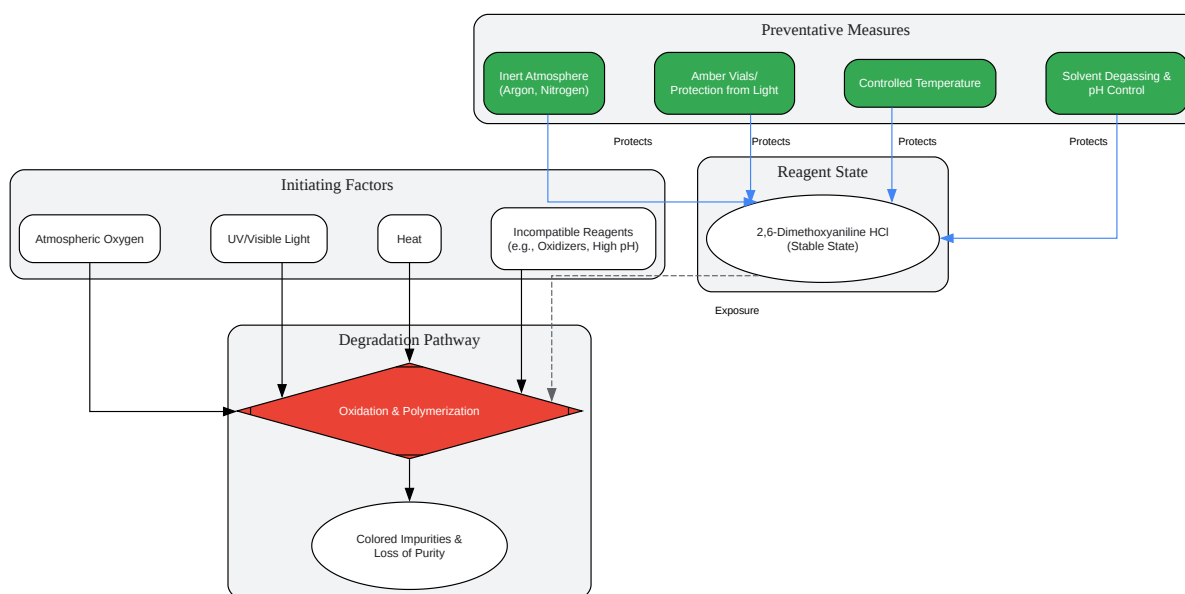 Preventative Measures
Inert Atmosphere
(Argon, Nitrogen)
Amber Vials/
Protection from Light
Controlled Temperature
Solvent Degassing &
pH Control
Protects
Protects
Protects
Protects
Initiating Factors
Atmospheric Oxygen
UV/Visible Light
Heat
Incompatible Reagents
(e.g., Oxidizers, High pH)
Reagent State
2,6-Dimethoxyaniline HCl
(Stable State)
Exposure
Degradation Pathway
Oxidation & Polymerization
Colored Impurities &
Loss of Purity